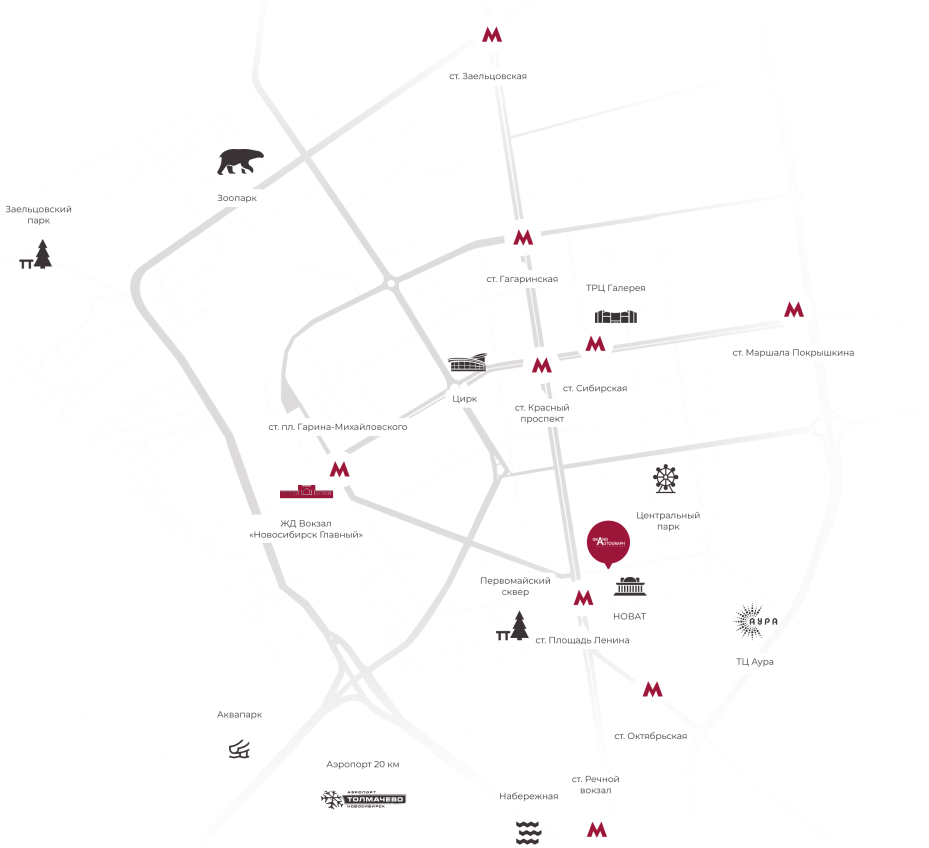 ст. Заельцовская
Зоопарк
Заельцовский
парк
ст. Гагаринская
ТРЦ Галерея
ст. Маршала Покрышкина
ст. Сибирская
Цирк
ст. Красный
проспект
ст. пл. Гарина-Михайловского
ЖД Вокзал
«Новосибирск Главный»
Центральный
парк
GRAND
AUTOGRAPH
Первомайский
сквер
НОВАТ
ст. Площадь Ленина
АУРА
ТЦ Аура
Аквапарк
ст. Октябрьская
Аэропорт 20 км
АЭРОПОРТ
ТОЛМАЧЕВО
НОВОСИБИРСК
ст. Речной
вокзал
Набережная